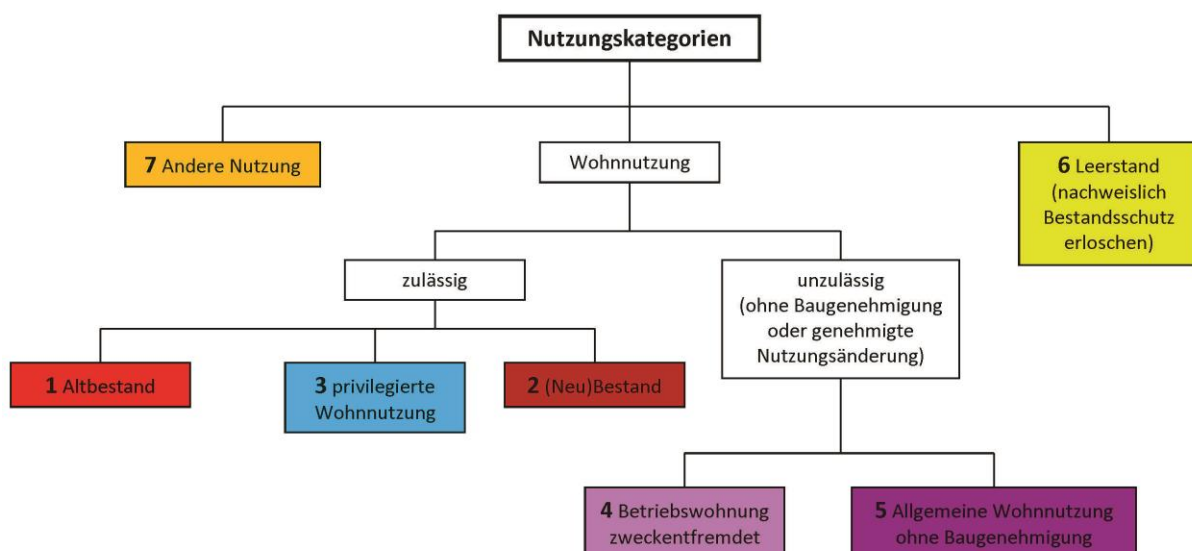 Nutzungskategorien
7 Andere Nutzung
Wohnnutzung
6 Leerstand
(nachweislich
Bestandsschutz
erloschen)
zulässig
unzulässig
(ohne Baugenehmigung
oder genehmigte
Nutzungsänderung)
1 Altbestand
3 privilegierte
Wohnnutzung
2 (Neu)Bestand
4 Betriebswohnung
zweckentfremdet
5 Allgemeine Wohnnutzung
ohne Baugenehmigung